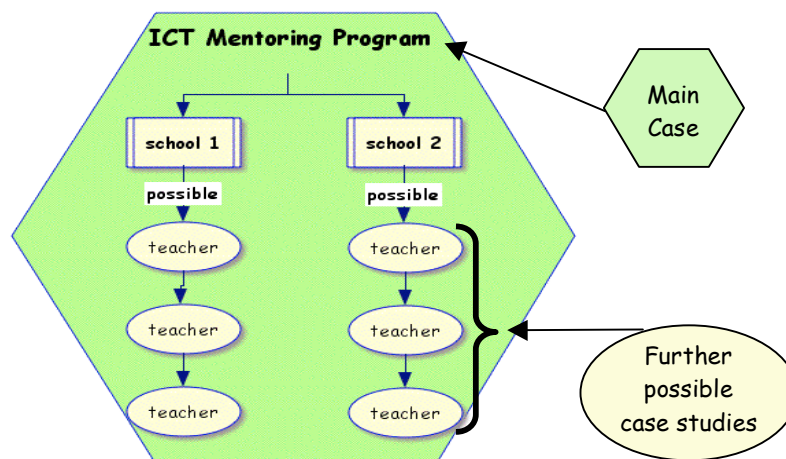 ICT Mentoring Program
Main
Case
school 1
school 2
possible
possible
teacher
teacher
teacher
teacher
teacher
teacher
Further
possible
case studies